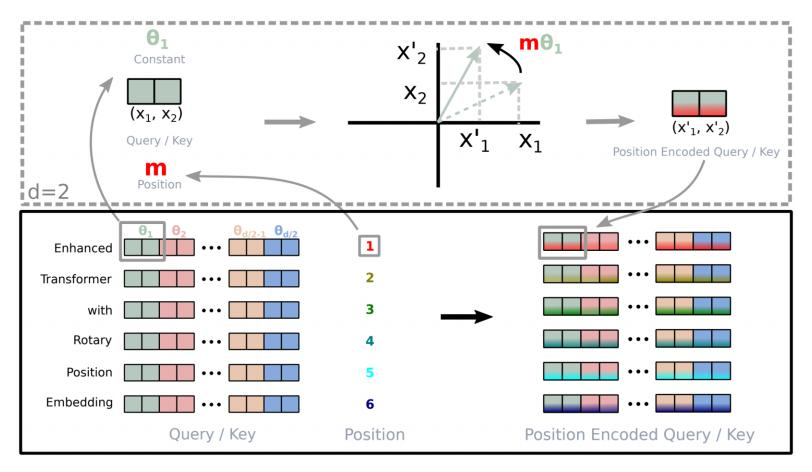 θ₁
Constant
(x₁, x₂)
Query / Key
m
Position
d=2
x'₂
x₂
x'₁
x₁
mθ₁
(x'₁, x'₂)
Position Encoded Query / Key
θ₁ θ₂ ••• θd/2-1 θd/2
Enhanced ••• 1 •••
Transformer ••• 2 •••
with ••• 3 •••
Rotary ••• 4 •••
Position ••• 5 •••
Embedding ••• 6 •••
Query / Key Position Position Encoded Query / Key